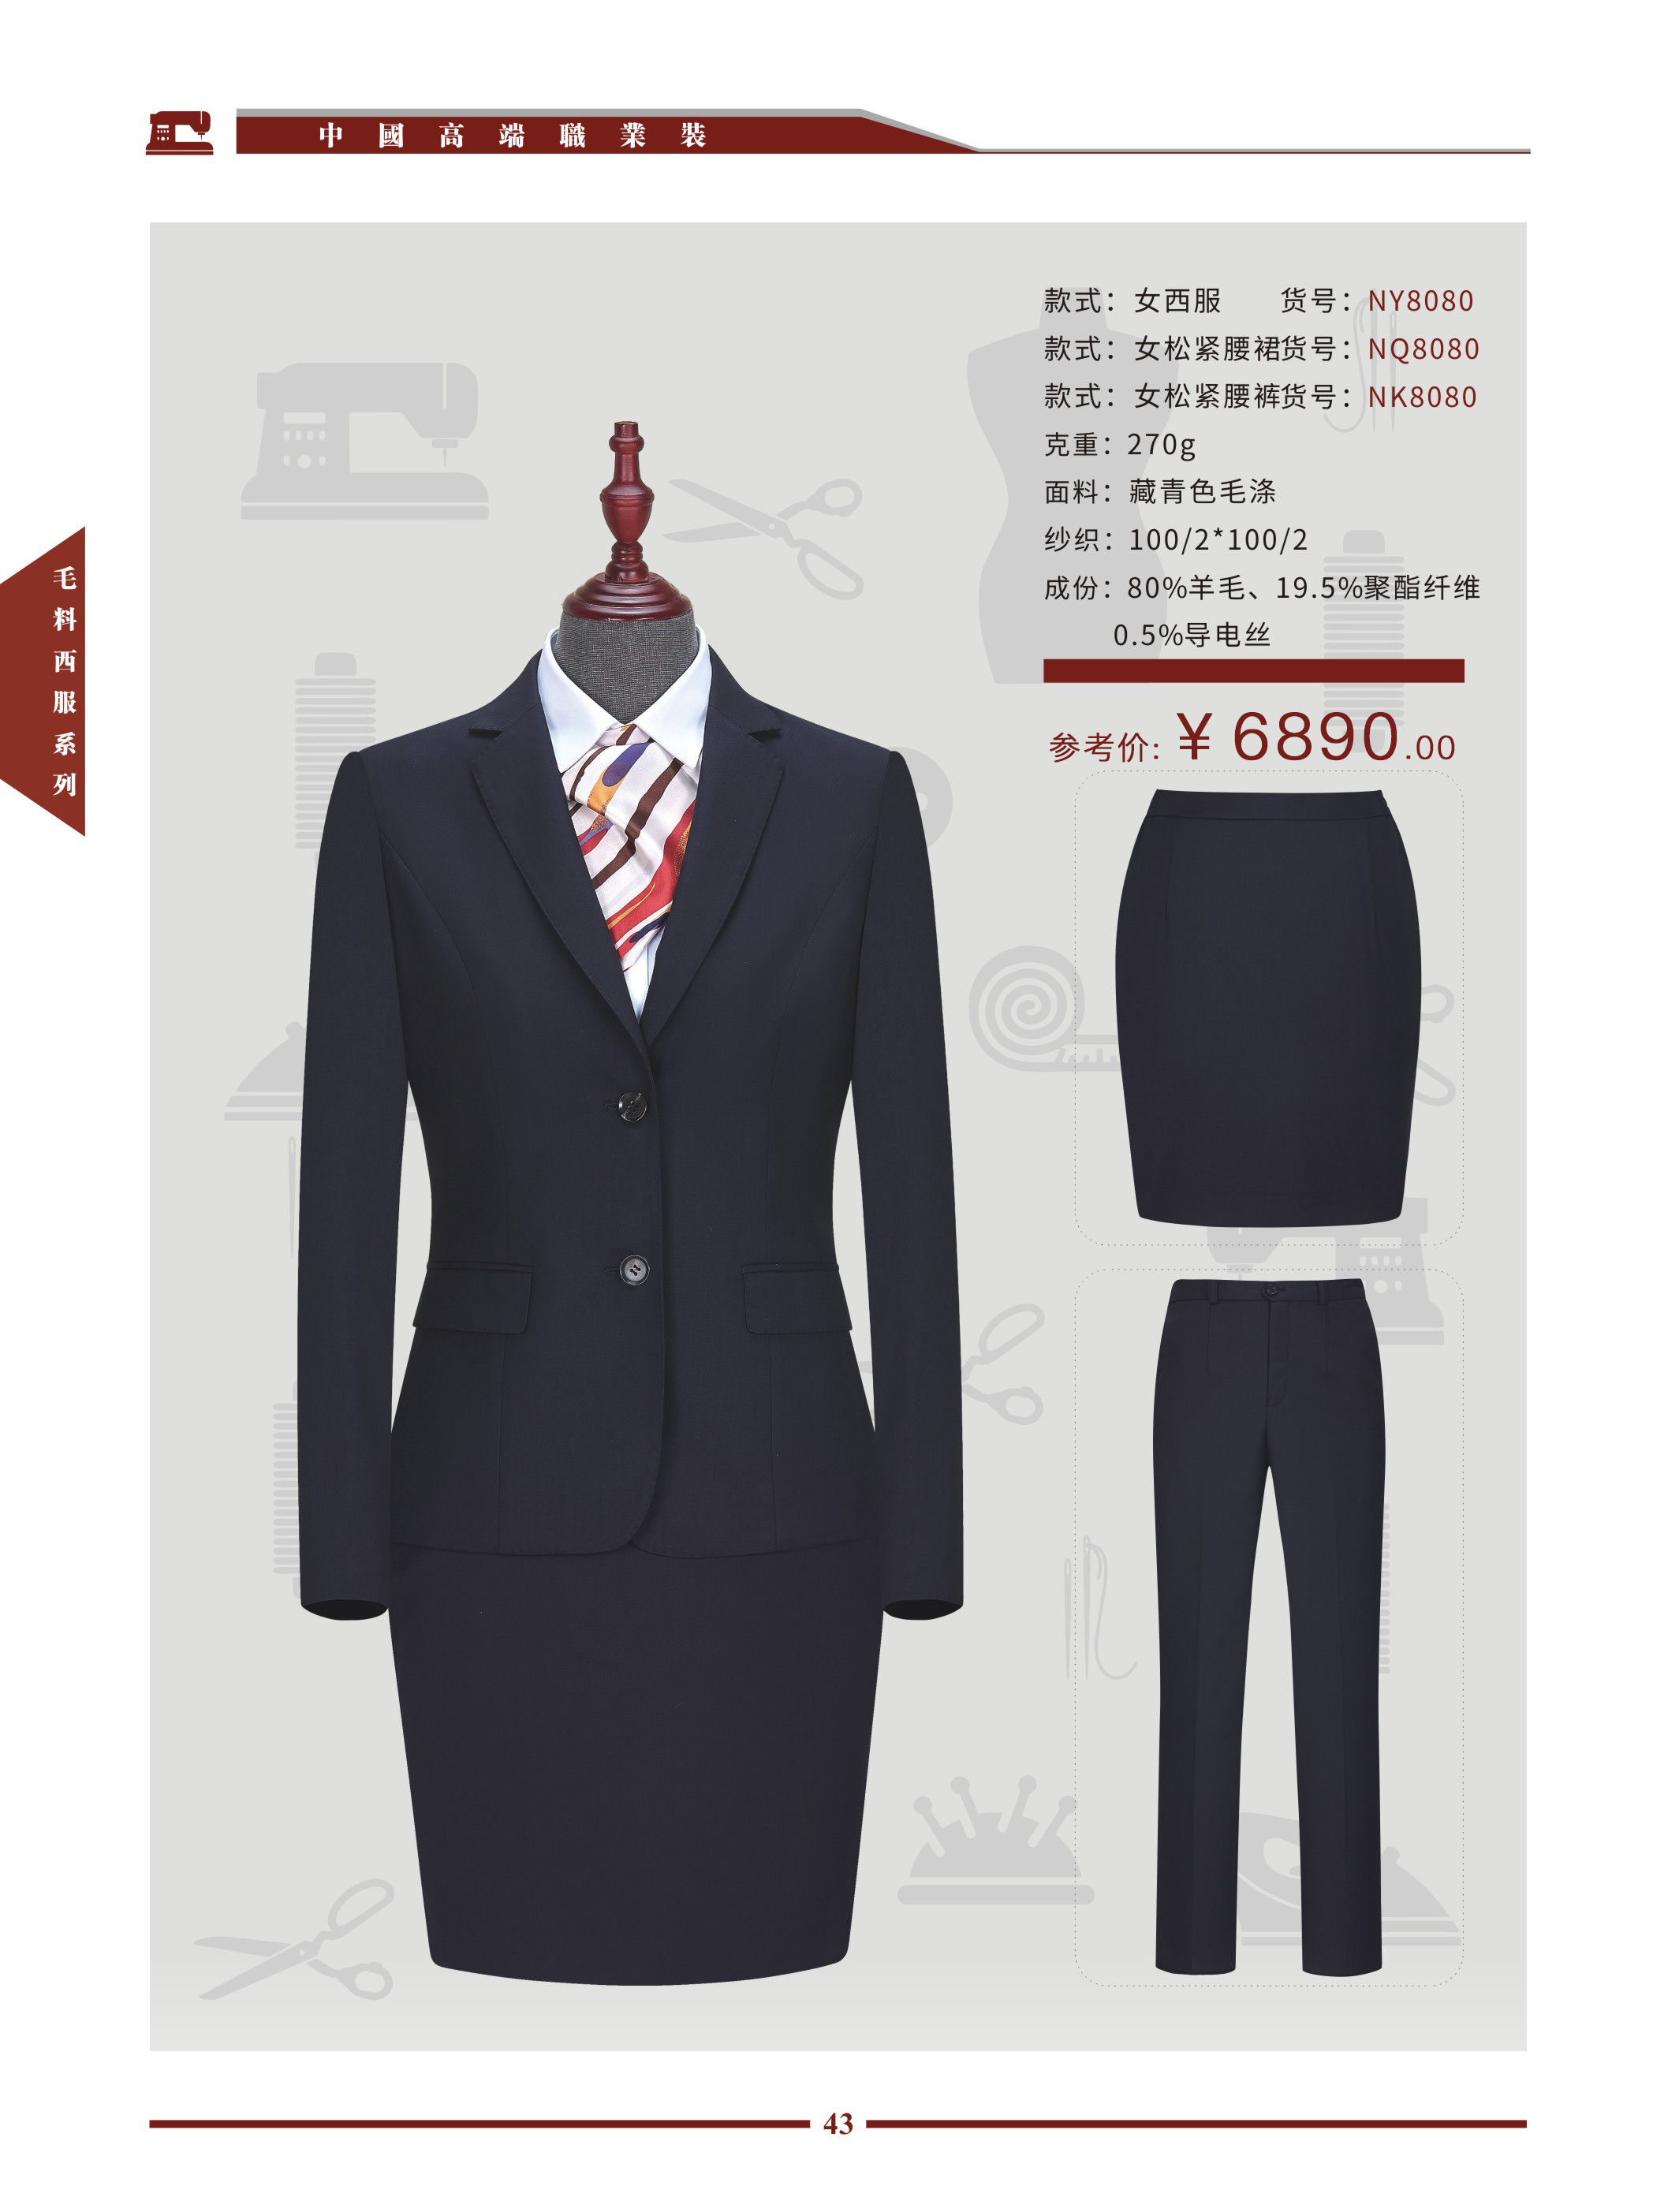 中國高端職業裝
毛料西服系列
款式：女西服 货号：NY8080
款式：女松紧腰裙货号：NQ8080
款式：女松紧腰裤货号：NK8080
克重：270g
面料：藏青色毛涤
纱织：100/2*100/2
成份：80%羊毛、19.5%聚酯纤维
0.5%导电丝
参考价：￥6890.00
43